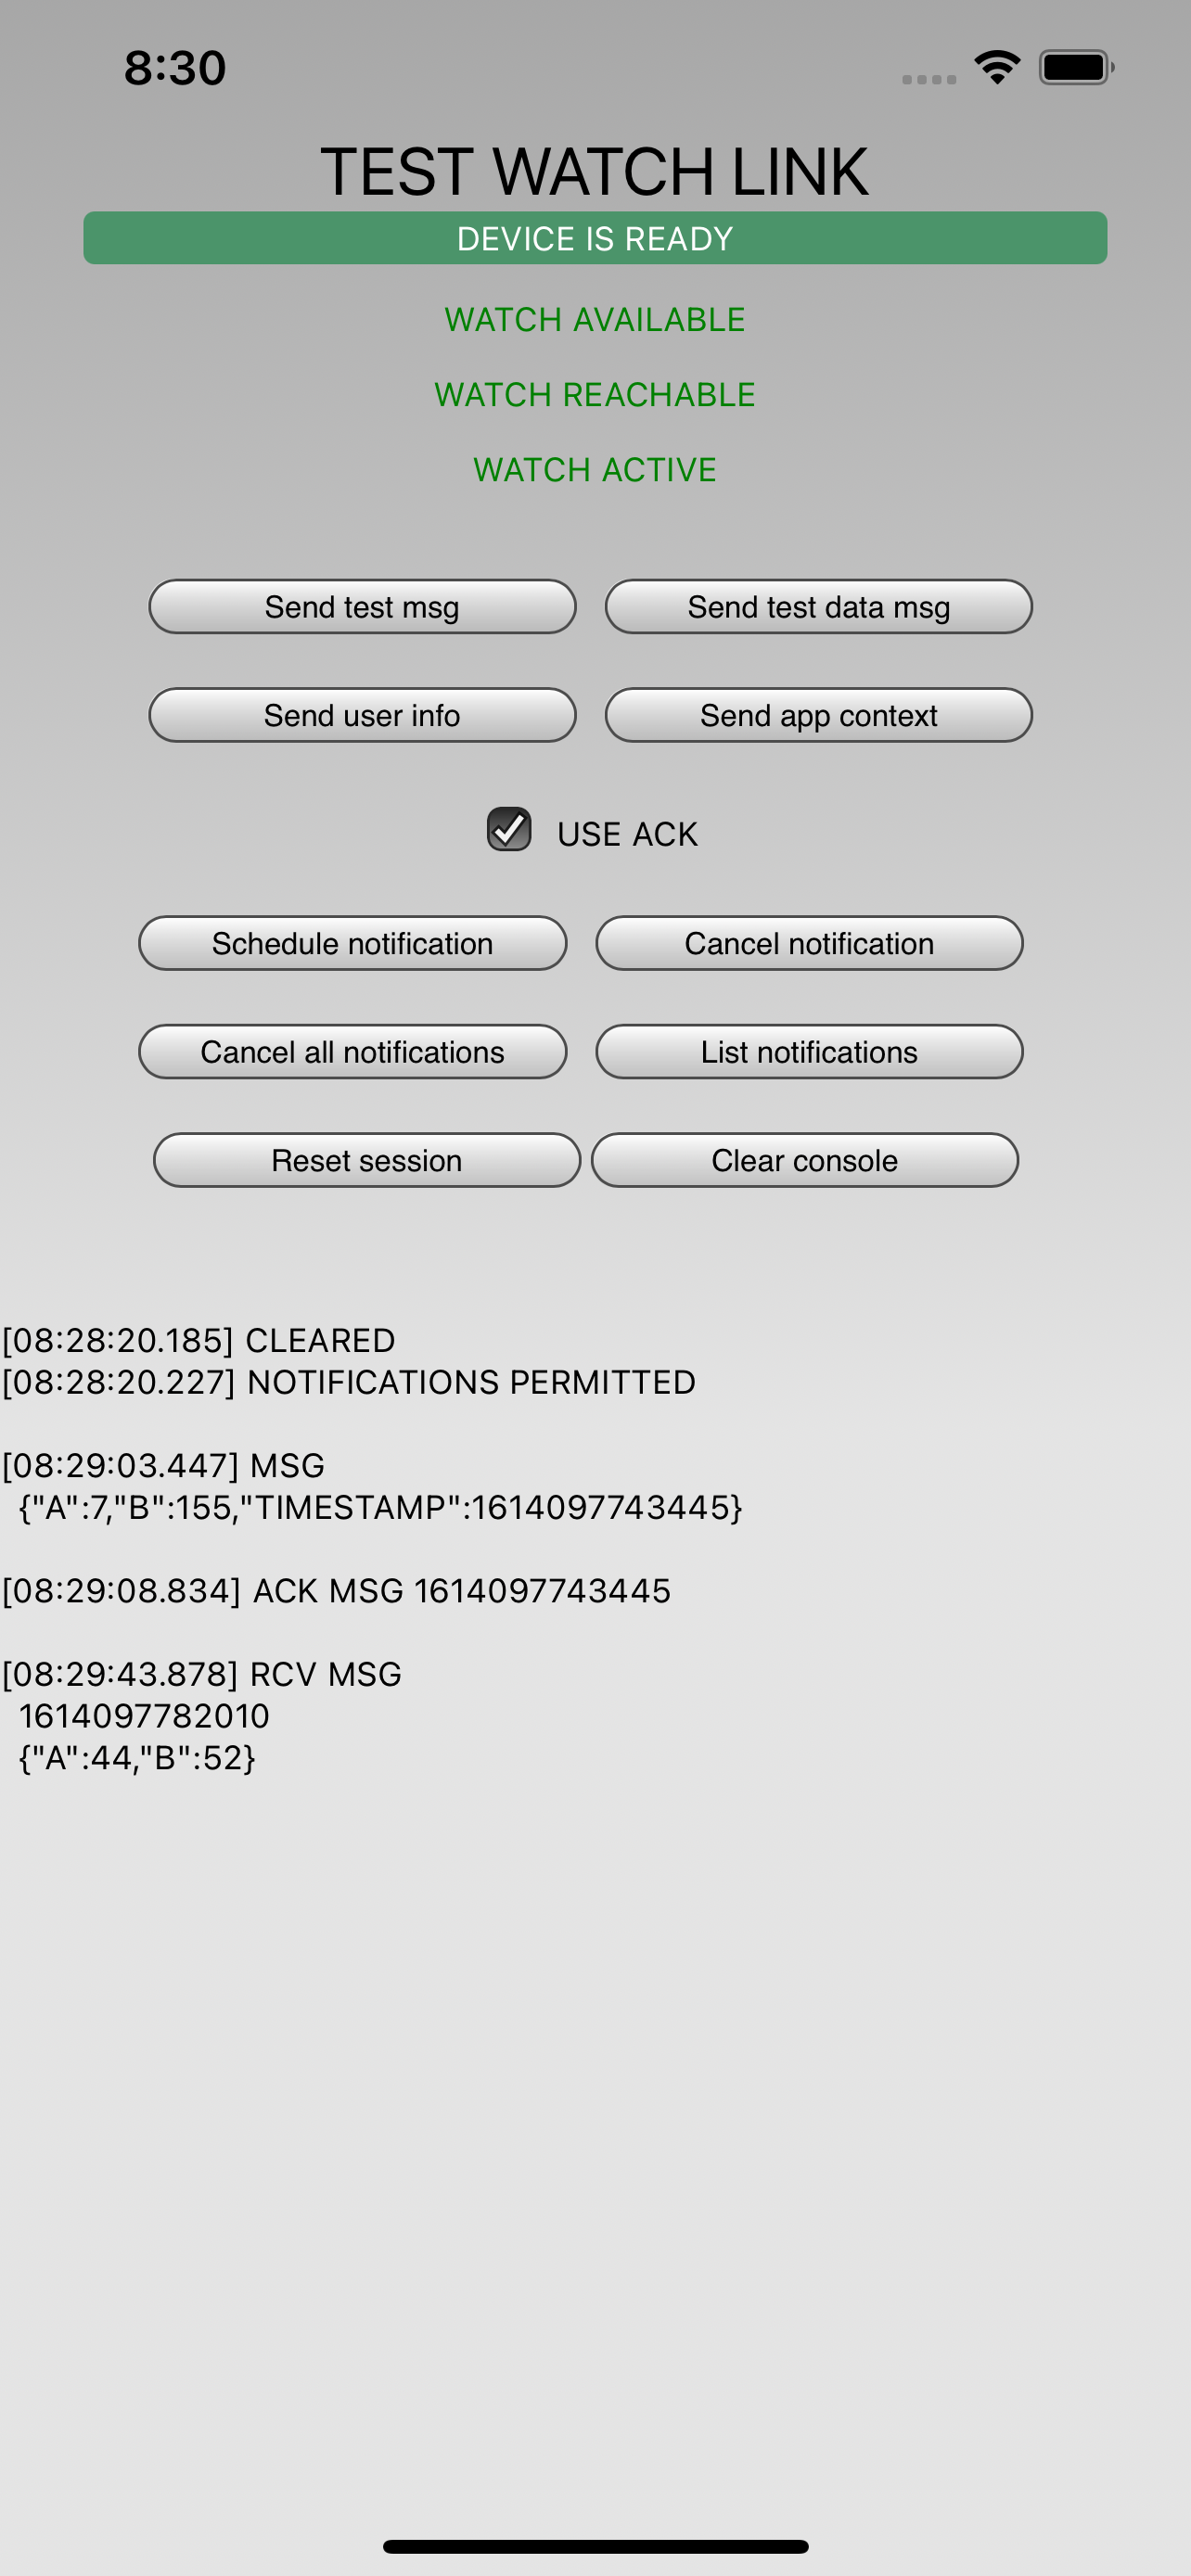 8:30
TEST WATCH LINK
DEVICE IS READY
WATCH AVAILABLE
WATCH REACHABLE
WATCH ACTIVE
Send test msg Send test data msg
Send user info Send app context
USE ACK
Schedule notification Cancel notification
Cancel all notifications List notifications
Reset session Clear console
[08:28:20.185] CLEARED
[08:28:20.227] NOTIFICATIONS PERMITTED
[08:29:03.447] MSG
{"A":7,"B":155,"TIMESTAMP":1614097743445}
[08:29:08.834] ACK MSG 1614097743445
[08:29:43.878] RCV MSG
1614097782010
{"A":44,"B":52}